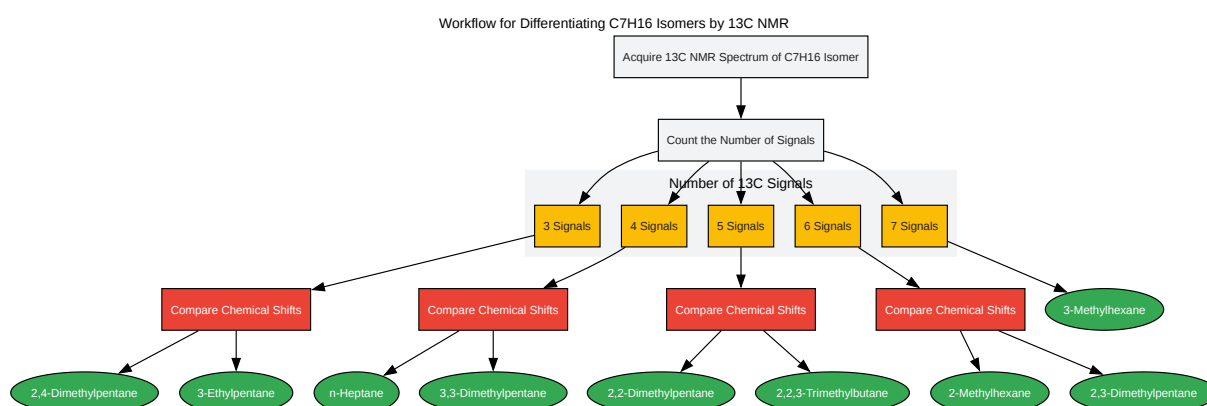 Workflow for Differentiating C7H16 Isomers by 13C NMR
Acquire 13C NMR Spectrum of C7H16 Isomer
Count the Number of Signals
Number of 13C Signals
3 Signals
4 Signals
5 Signals
6 Signals
7 Signals
Compare Chemical Shifts
Compare Chemical Shifts
Compare Chemical Shifts
Compare Chemical Shifts
3-Methylhexane
2,4-Dimethylpentane
3-Ethylpentane
n-Heptane
3,3-Dimethylpentane
2,2-Dimethylpentane
2,2,3-Trimethylbutane
2-Methylhexane
2,3-Dimethylpentane